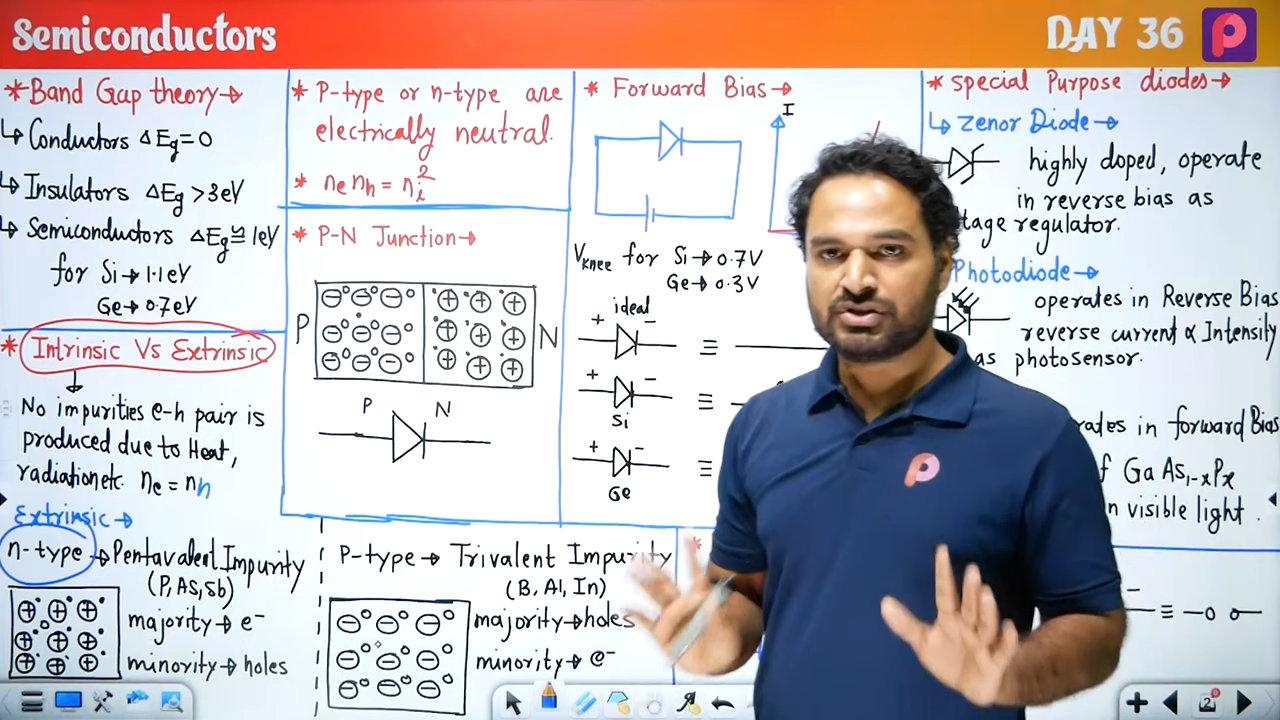 Semiconductors
DAY 36
* Band Gap theory→
↳ Conductors ΔEg=0
↳ Insulators ΔEg >3eV
↳ Semiconductors ΔEg≅1eV
for Si→1.1eV
Ge→0.7eV
* Intrinsic Vs Extrinsic
No impurities e-h pair is
produced due to Heat,
radiation etc. ne = nh
Extrinsic→
n-type → Pentavalent Impurity
(P, As, Sb)
majority→ e⁻
minority→ holes
* P-type or n-type are
electrically neutral.
* ne nh = ni²
* P-N Junction→
P
N
P N
P-type → Trivalent Impurity
(B, Al, In)
majority→holes
minority→ e⁻
* Forward Bias→
I
Vknee for Si→0.7V
Ge→0.3V
ideal
+ - ≡
+ - ≡
Si
+ - ≡
Ge
*
* Special Purpose diodes→
↳ Zenor Diode→
highly doped, operate
in reverse bias as
tage regulator.
Photodiode→
operates in Reverse Bias
reverse current ∝ Intensity
as photosensor.
rates in forward Bias
f Ga As1-x Px
n visible light.
- ≡
2